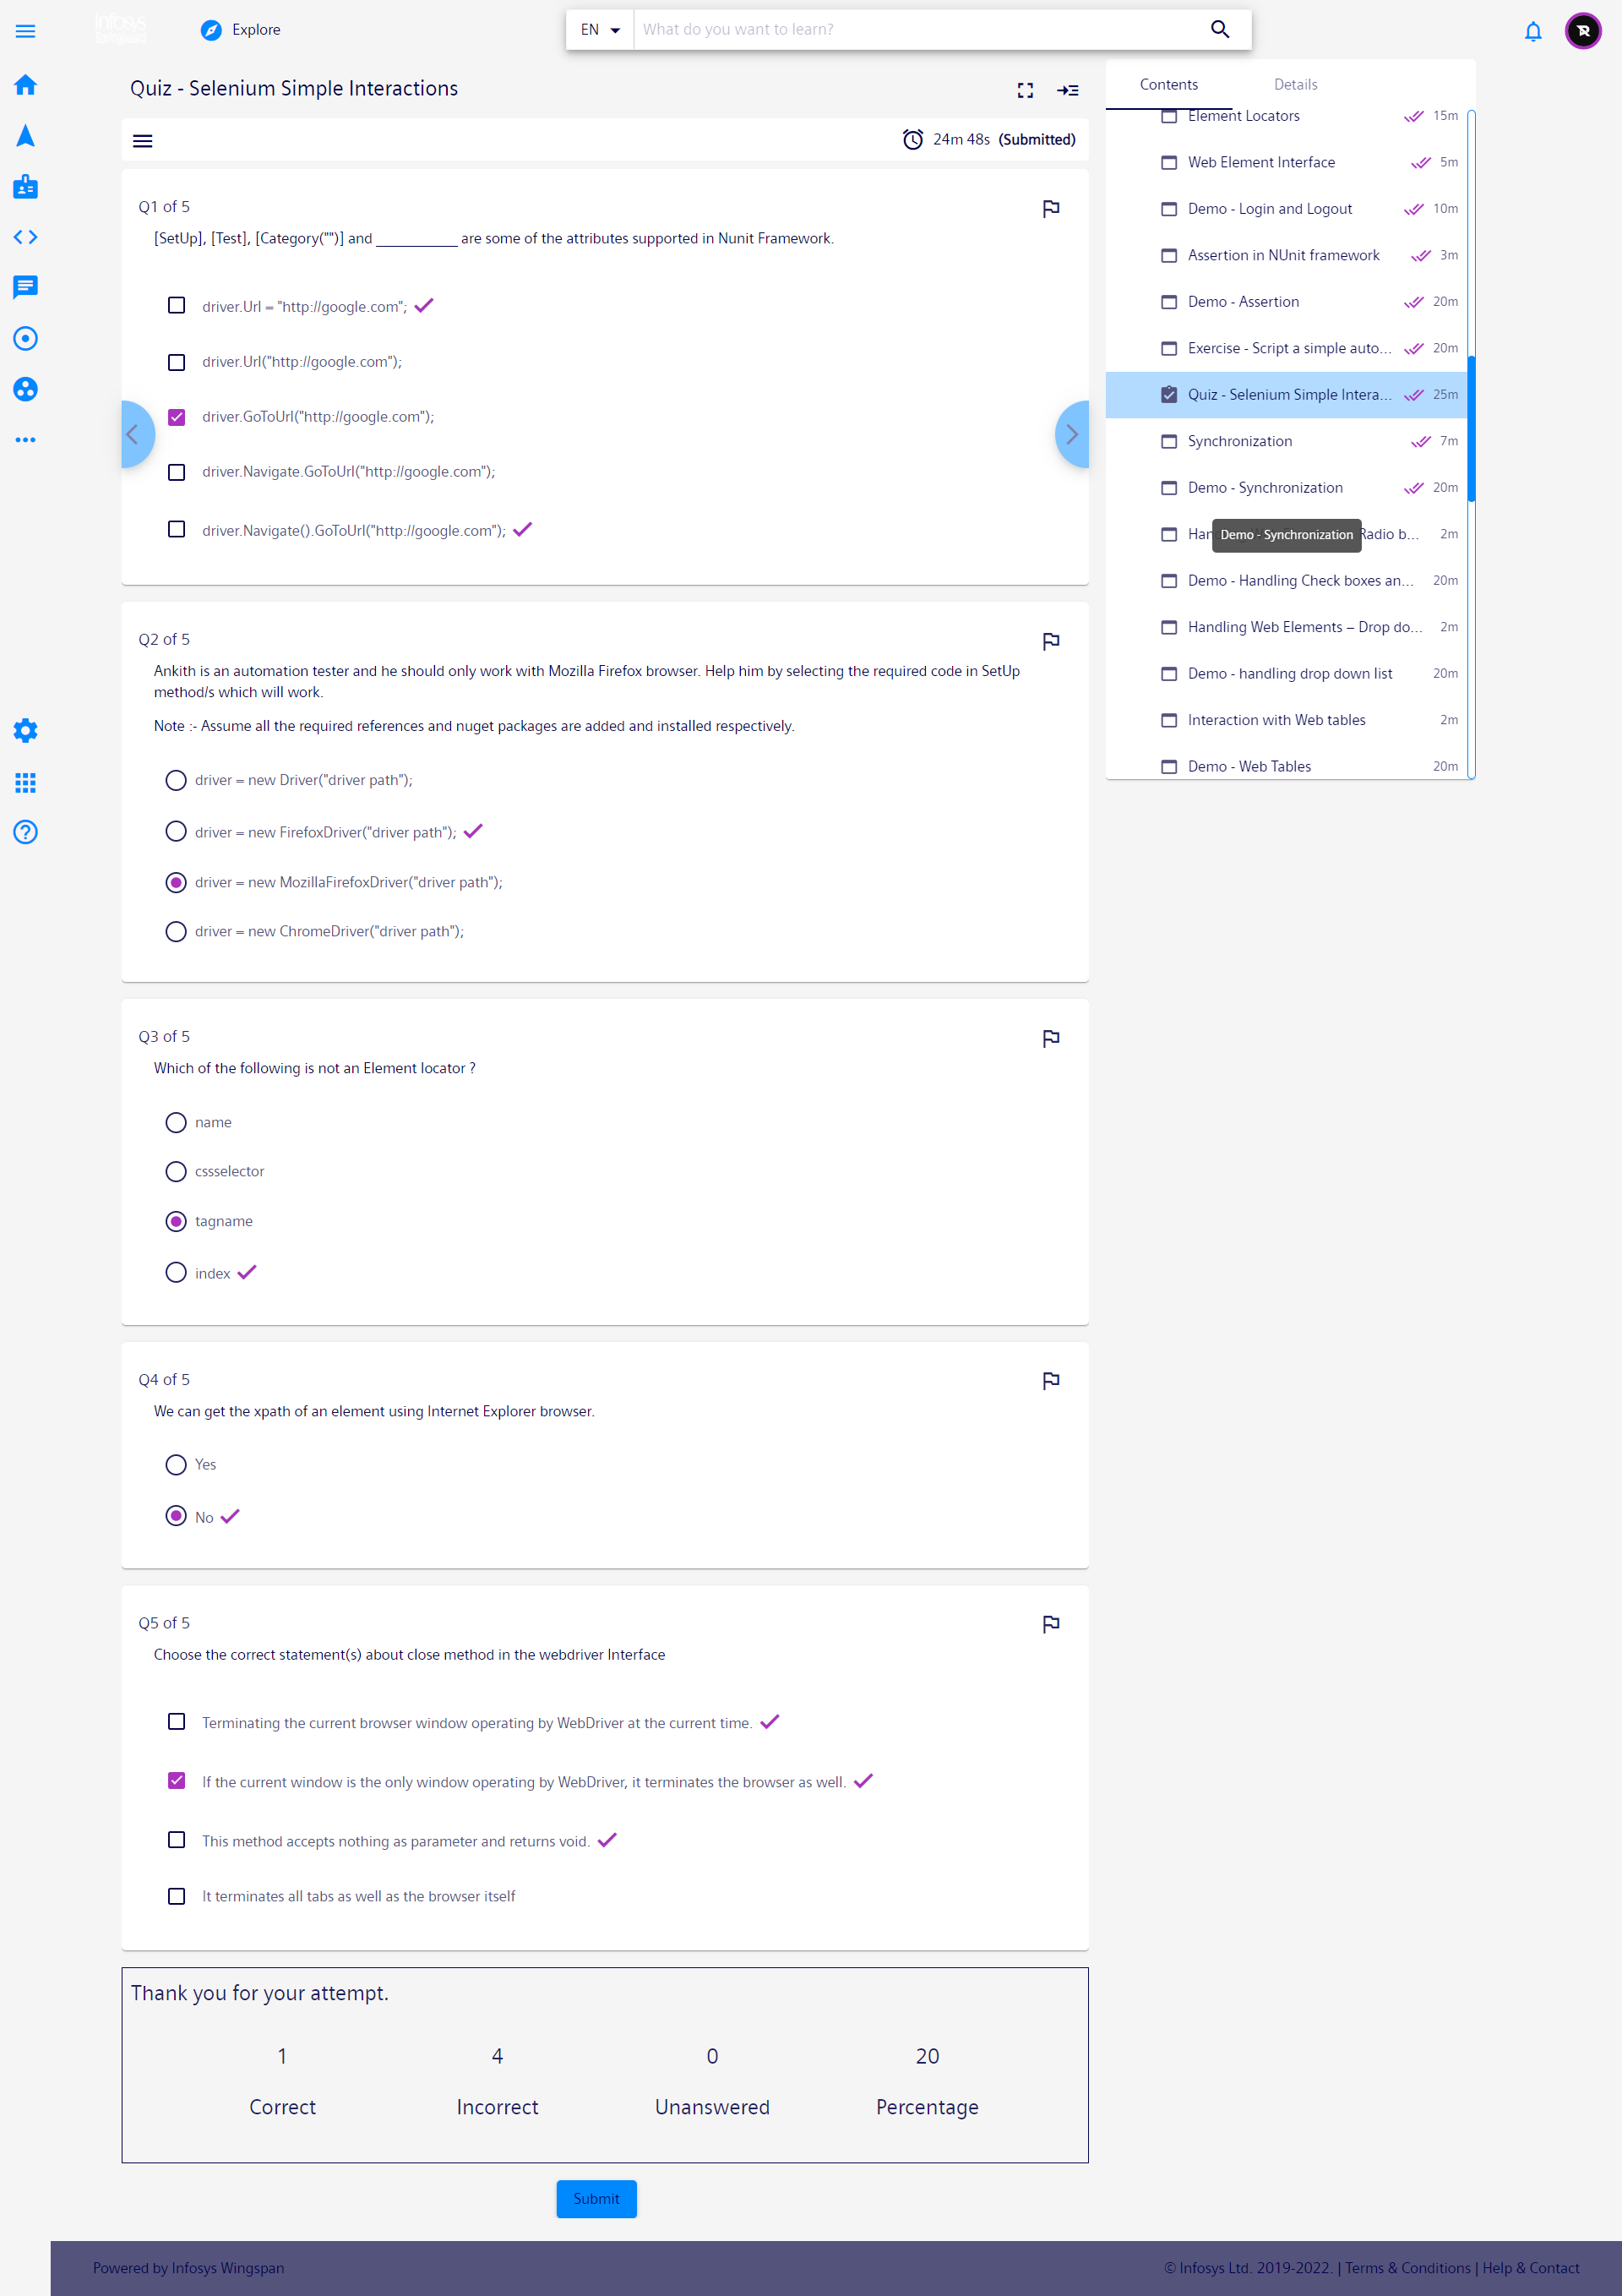 Infosys
Explore
EN
What do you want to learn?
Quiz - Selenium Simple Interactions
24m 48s (Submitted)
Q1 of 5
[SetUp], [Test], [Category("")] and ___________ are some of the attributes supported in Nunit Framework.
driver.Url = "http://google.com";
driver.Url("http://google.com");
driver.GoToUrl("http://google.com");
driver.Navigate.GoToUrl("http://google.com");
driver.Navigate().GoToUrl("http://google.com");
Q2 of 5
Ankith is an automation tester and he should only work with Mozilla Firefox browser. Help him by selecting the required code in SetUp
method/s which will work.
Note :- Assume all the required references and nuget packages are added and installed respectively.
driver = new Driver("driver path");
driver = new FirefoxDriver("driver path");
driver = new MozillaFirefoxDriver("driver path");
driver = new ChromeDriver("driver path");
Q3 of 5
Which of the following is not an Element locator ?
name
cssselector
tagname
index
Q4 of 5
We can get the xpath of an element using Internet Explorer browser.
Yes
No
Q5 of 5
Choose the correct statement(s) about close method in the webdriver Interface
Terminating the current browser window operating by WebDriver at the current time.
If the current window is the only window operating by WebDriver, it terminates the browser as well.
This method accepts nothing as parameter and returns void.
It terminates all tabs as well as the browser itself
Thank you for your attempt.
1 4 0 20
Correct Incorrect Unanswered Percentage
Submit
Contents Details
Element Locators 15m
Web Element Interface 5m
Demo - Login and Logout 10m
Assertion in NUnit framework 3m
Demo - Assertion 20m
Exercise - Script a simple auto... 20m
Quiz - Selenium Simple Intera... 25m
Synchronization 7m
Demo - Synchronization 20m
Demo - Synchronization Radio b... 2m
Demo - Handling Check boxes an... 20m
Handling Web Elements – Drop do... 2m
Demo - handling drop down list 20m
Interaction with Web tables 2m
Demo - Web Tables 20m
Powered by Infosys Wingspan
© Infosys Ltd. 2019-2022. | Terms & Conditions | Help & Contact